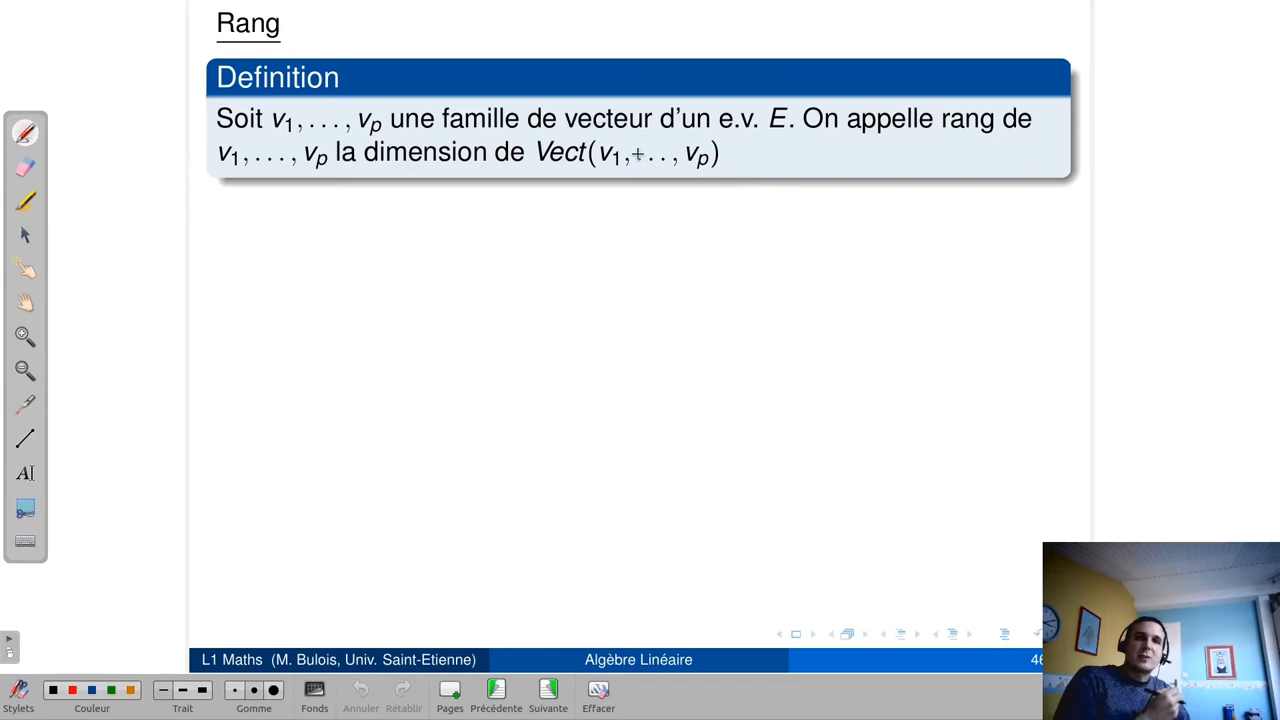 Rang
Definition
Soit v1, . . . , vp une famille de vecteur d'un e.v. E. On appelle rang de
v1, . . . , vp la dimension de Vect(v1, . . . , vp)
AI
L1 Maths (M. Bulois, Univ. Saint-Etienne)
Algèbre Linéaire
46
Stylets
Couleur
Trait
Gomme
Fonds
Annuler
Rétablir
Pages
Précédente
Suivante
Effacer